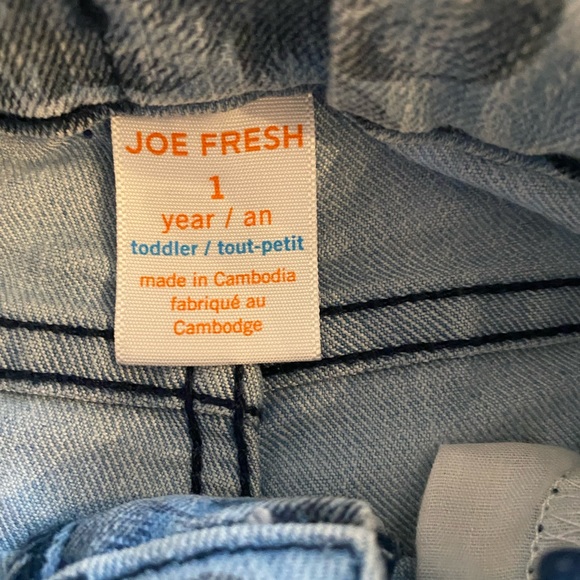 JOE FRESH
1
year / an
toddler / tout-petit
made in Cambodia
fabriqué au
Cambodge